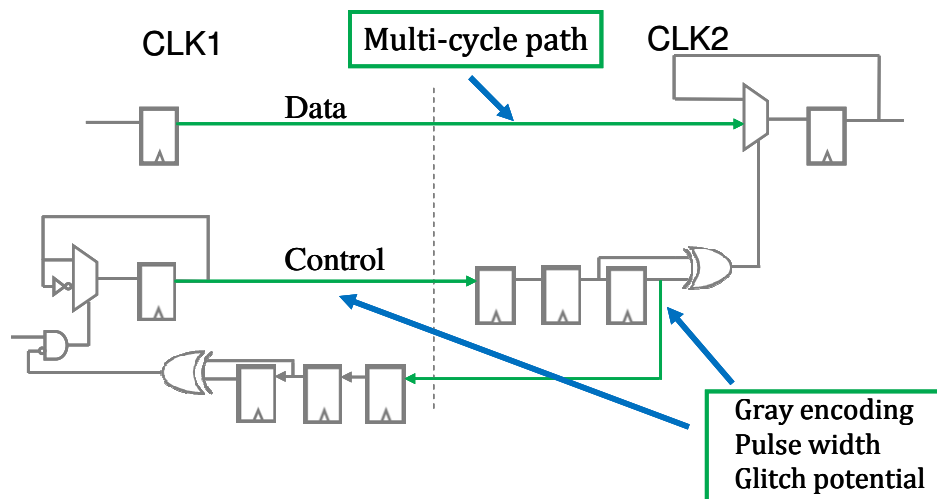 CLK1
Multi-cycle path
CLK2
Data
Control
Gray encoding
Pulse width
Glitch potential